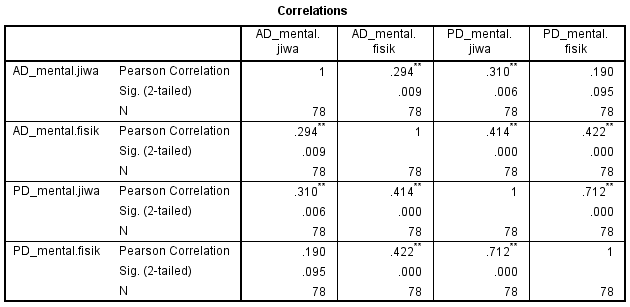 Correlations
AD_mental.jiwa AD_mental.fisik PD_mental.jiwa PD_mental.fisik
AD_mental.jiwa Pearson Correlation 1 .294** .310** .190
Sig. (2-tailed) .009 .006 .095
N 78 78 78 78
AD_mental.fisik Pearson Correlation .294** 1 .414** .422**
Sig. (2-tailed) .009 .000 .000
N 78 78 78 78
PD_mental.jiwa Pearson Correlation .310** .414** 1 .712**
Sig. (2-tailed) .006 .000 .000
N 78 78 78 78
PD_mental.fisik Pearson Correlation .190 .422** .712** 1
Sig. (2-tailed) .095 .000 .000
N 78 78 78 78